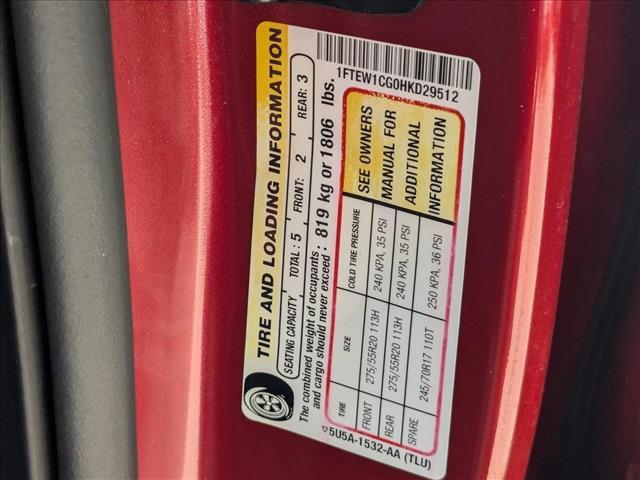 TIRE AND LOADING INFORMATION
SEATING CAPACITY TOTAL: 5 FRONT: 2 REAR: 3
The combined weight of occupants and cargo should never exceed: 819 kg or 1806 lbs.
TIRE SIZE COLD TIRE PRESSURE
FRONT 275/55R20 113H 240 KPA, 35 PSI
REAR 275/55R20 113H 240 KPA, 35 PSI
SPARE 245/70R17 110T 250 KPA, 36 PSI
SEE OWNERS
MANUAL FOR
ADDITIONAL
INFORMATION
1FTEW1CG0HKD29512
▽5U5A-1532-AA (TLU)